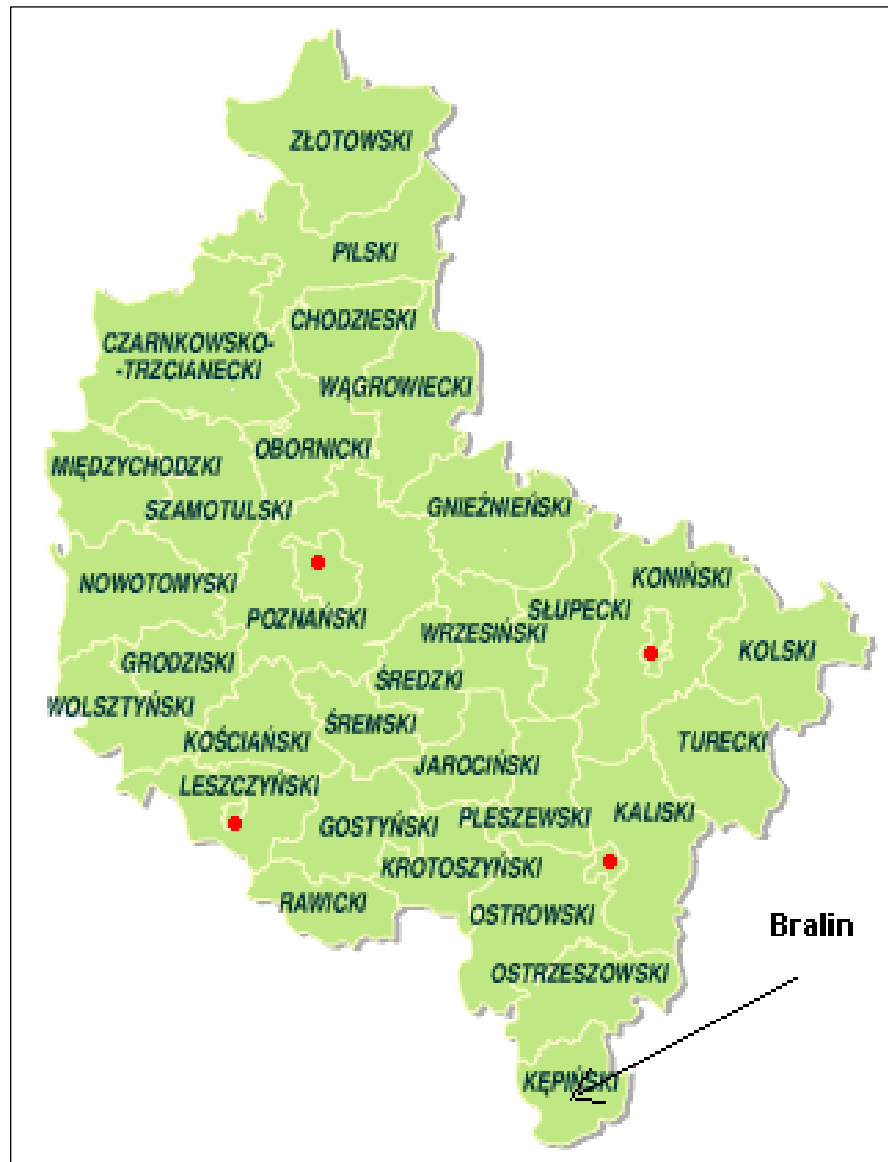 ZŁOTOWSKI
PILSKI
CHODZIESKI
CZARNKOWSKO-
-TRZCIANECKI
WĄGROWIECKI
OBORNICKI
MIĘDZYCHODZKI
SZAMOTULSKI
GNIEŹNIEŃSKI
NOWOTOMYSKI
KONIŃSKI
POZNAŃSKI
SŁUPECKI
WRZESIŃSKI
KOLSKI
GRODZISKI
ŚREDZKI
WOLSZTYŃSKI
ŚREMSKI
KOŚCIAŃSKI
TURECKI
JAROCIŃSKI
LESZCZYŃSKI
GOSTYŃSKI
PLESZEWSKI
KALISKI
KROTOSZYŃSKI
RAWICKI
OSTROWSKI
Bralin
OSTRZESZOWSKI
KĘPIŃSKI